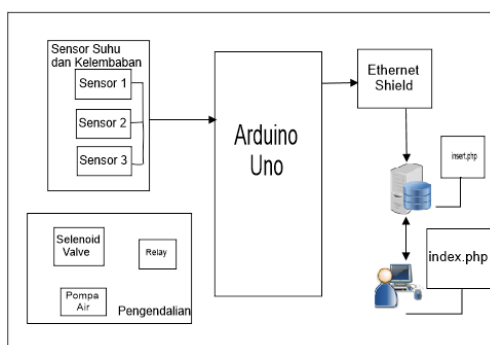 Sensor Suhu
dan Kelembaban
Sensor 1
Sensor 2
Sensor 3
Arduino
Uno
Ethernet
Shield
insert.php
index.php
Selenoid
Valve
Relay
Pompa
Air
Pengendalian